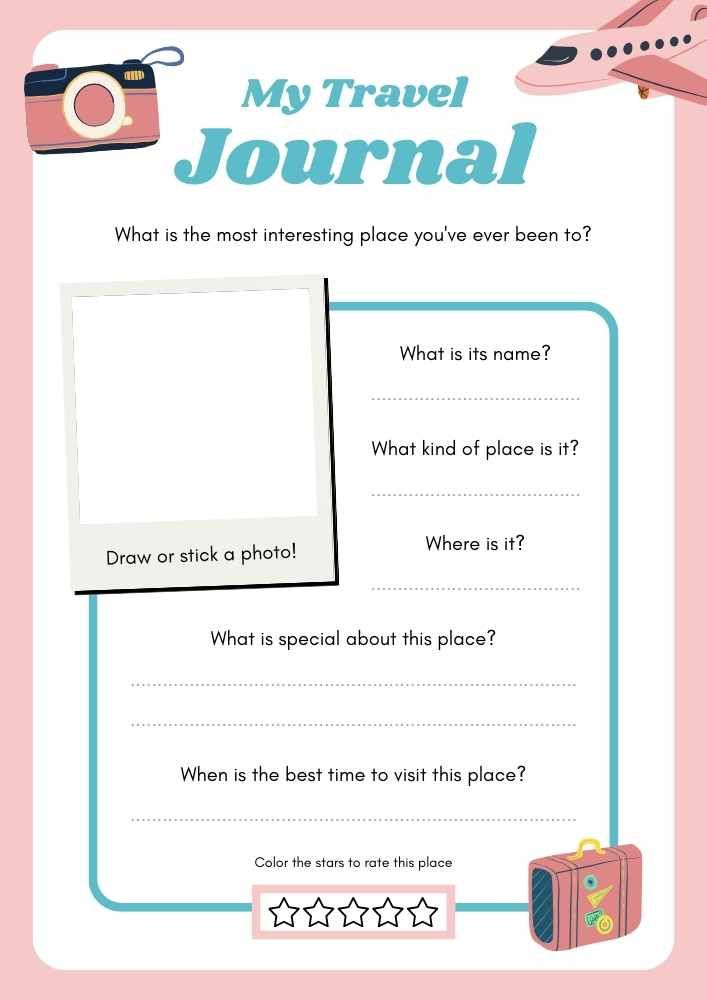 My Travel
Journal
What is the most interesting place you've ever been to?
Draw or stick a photo!
What is its name?
What kind of place is it?
Where is it?
What is special about this place?
When is the best time to visit this place?
Color the stars to rate this place